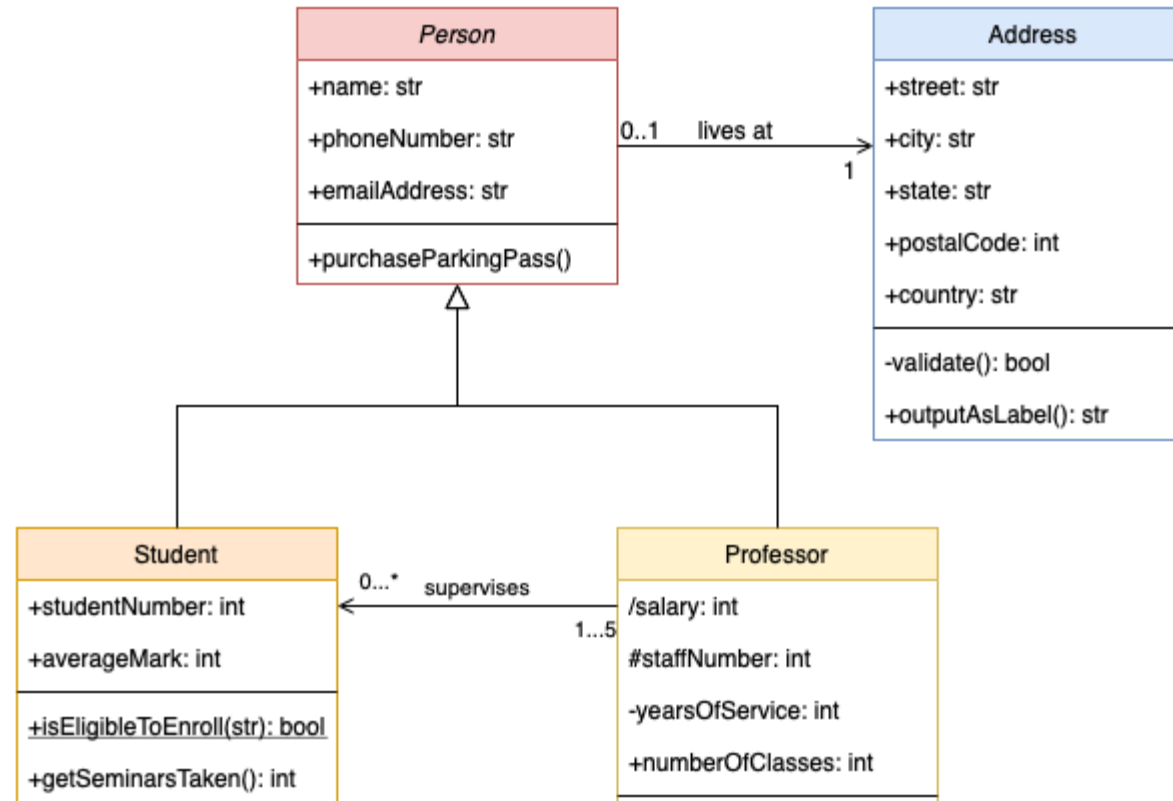 Person
+name: str
+phoneNumber: str
+emailAddress: str
+purchaseParkingPass()
0..1 lives at
1
Address
+street: str
+city: str
+state: str
+postalCode: int
+country: str
-validate(): bool
+outputAsLabel(): str
Student
+studentNumber: int
+averageMark: int
+isEligibleToEnroll(str): bool
+getSeminarsTaken(): int
0...* supervises
1...5
Professor
/salary: int
#staffNumber: int
-yearsOfService: int
+numberOfClasses: int